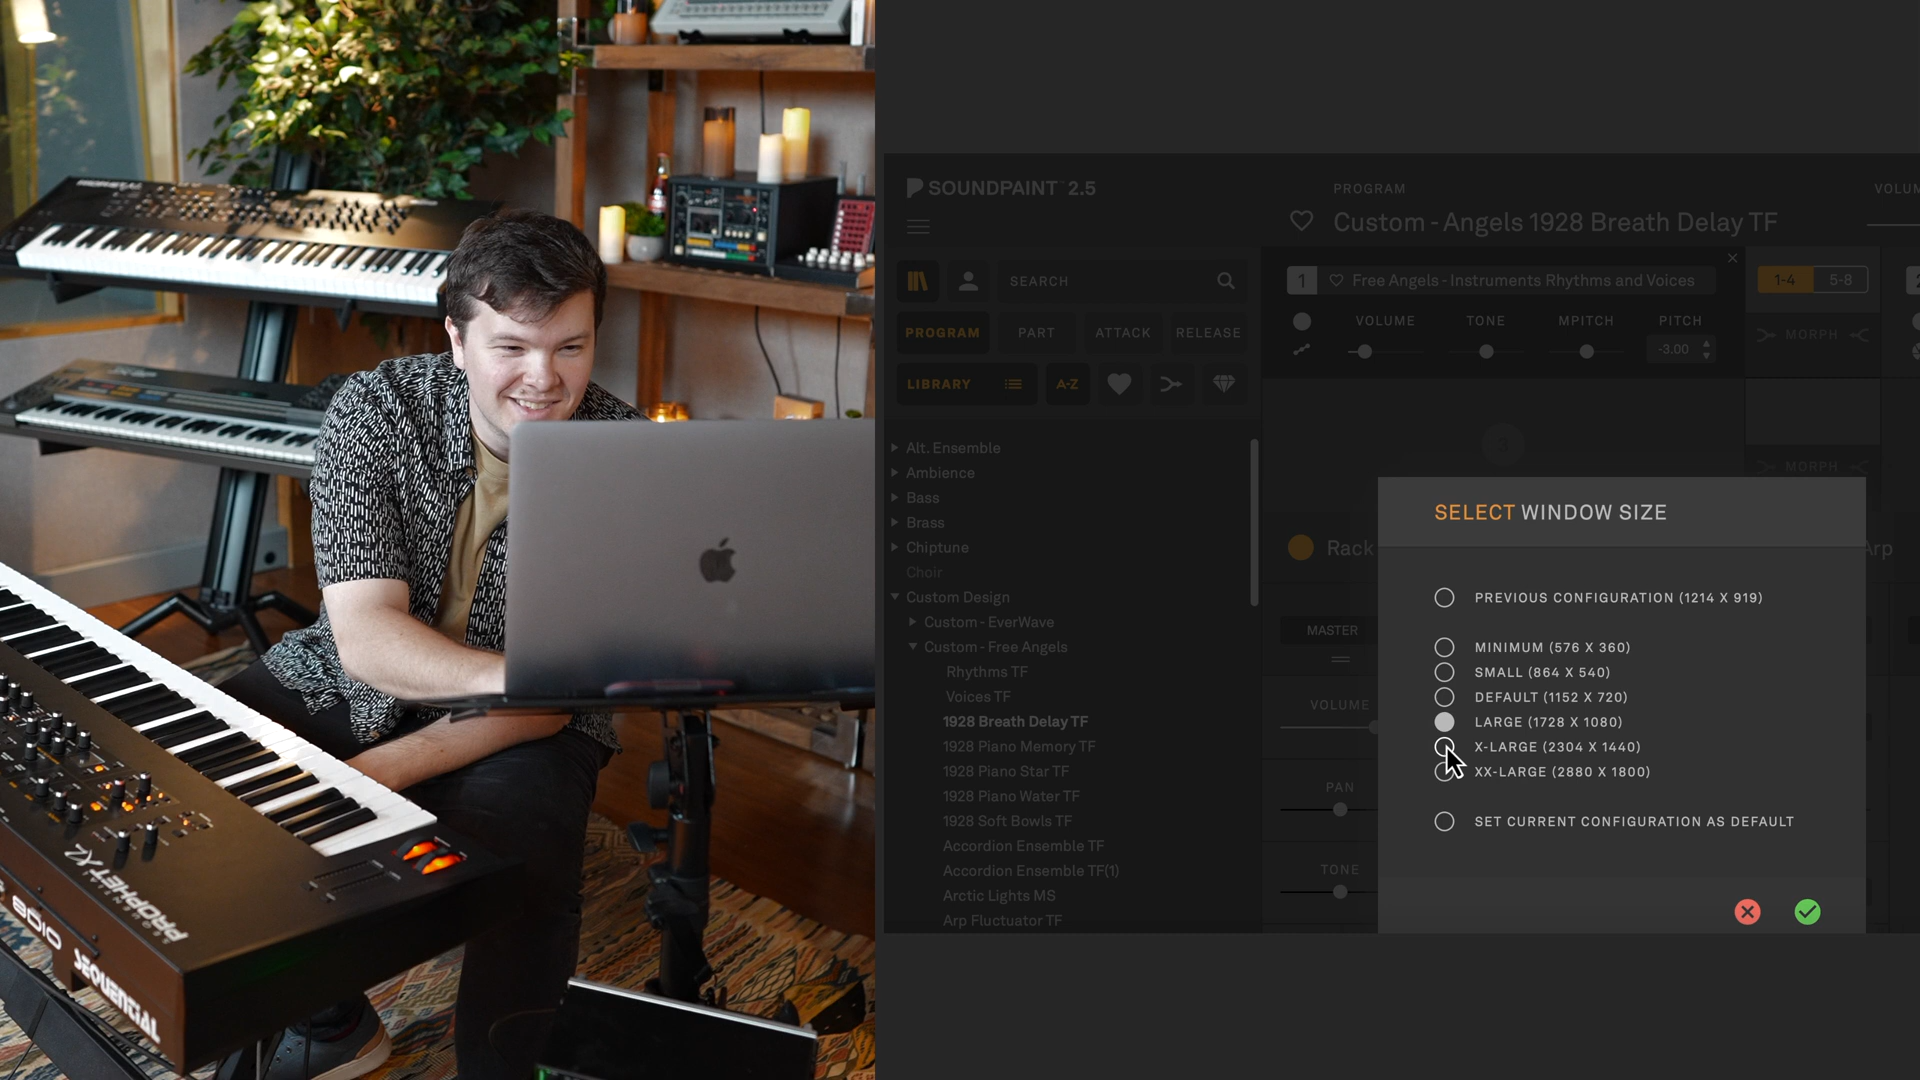 PROPHET X
SEQUENTIAL
SOUNDPAINT™ 2.5
PROGRAM
VOLUM
Custom - Angels 1928 Breath Delay TF
SEARCH
1
Free Angels - Instruments Rhythms and Voices
1-4
5-8
PROGRAM
PART
ATTACK
RELEASE
VOLUME
TONE
MPITCH
PITCH
-3.00
MORPH
LIBRARY
A-Z
Alt. Ensemble
Ambience
Bass
Brass
Chiptune
Choir
Custom Design
Custom - EverWave
Custom - Free Angels
Rhythms TF
Voices TF
1928 Breath Delay TF
1928 Piano Memory TF
1928 Piano Star TF
1928 Piano Water TF
1928 Soft Bowls TF
Accordion Ensemble TF
Accordion Ensemble TF(1)
Arctic Lights MS
Arp Fluctuator TF
MORPH
Rack
Arp
MASTER
VOLUME
PAN
TONE
SELECT WINDOW SIZE
PREVIOUS CONFIGURATION (1214 X 919)
MINIMUM (576 X 360)
SMALL (864 X 540)
DEFAULT (1152 X 720)
LARGE (1728 X 1080)
X-LARGE (2304 X 1440)
XX-LARGE (2880 X 1800)
SET CURRENT CONFIGURATION AS DEFAULT